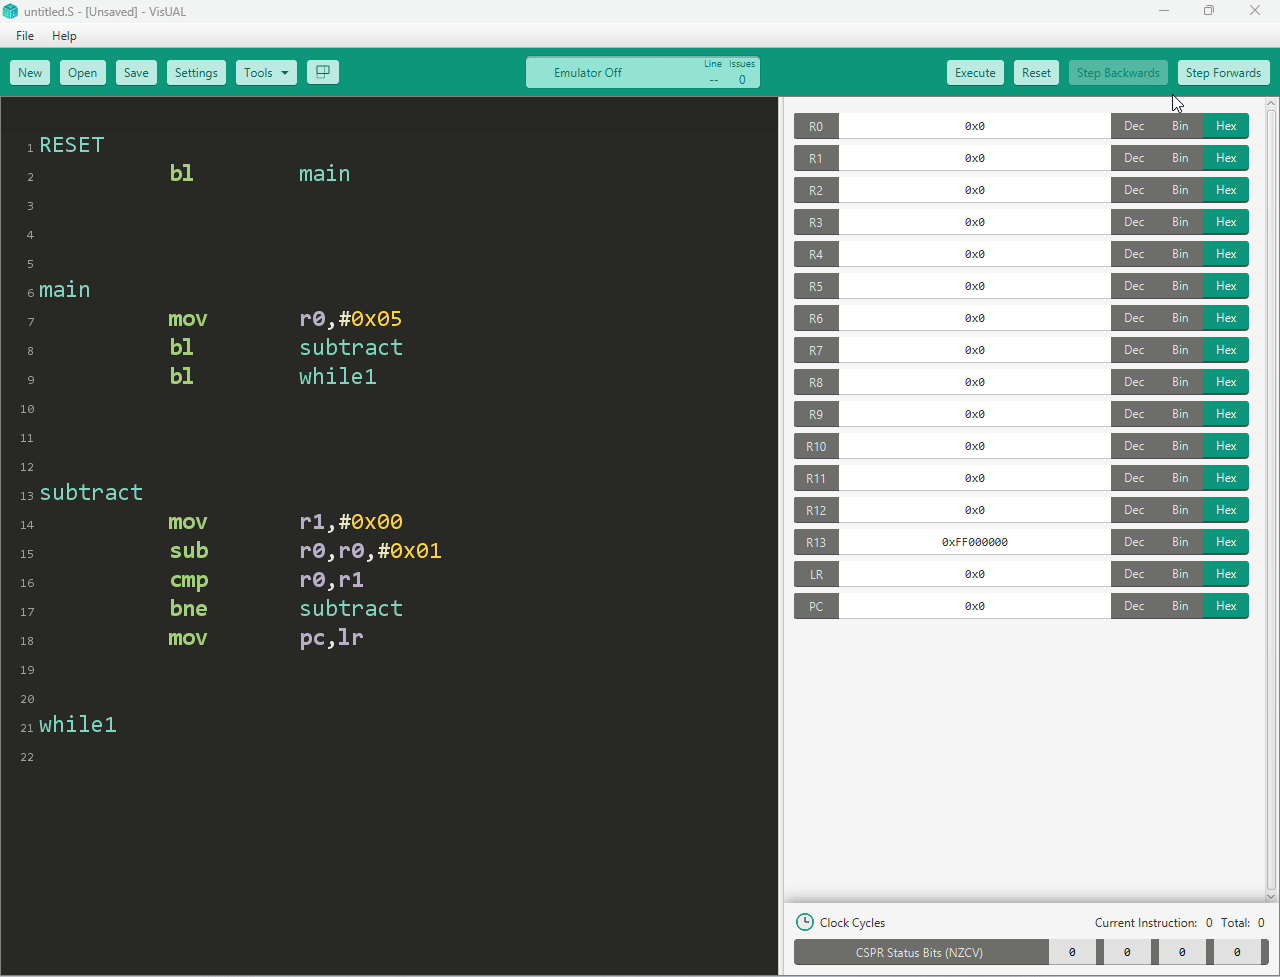 untitled.S - [Unsaved] - VisUAL
File Help
New Open Save Settings Tools Emulator Off Line Issues -- 0 Execute Reset Step Backwards Step Forwards
1 RESET
2 bl main
3
4
5
6 main
7 mov r0,#0x05
8 bl subtract
9 bl while1
10
11
12
13 subtract
14 mov r1,#0x00
15 sub r0,r0,#0x01
16 cmp r0,r1
17 bne subtract
18 mov pc,lr
19
20
21 while1
22
R0 0x0 Dec Bin Hex
R1 0x0 Dec Bin Hex
R2 0x0 Dec Bin Hex
R3 0x0 Dec Bin Hex
R4 0x0 Dec Bin Hex
R5 0x0 Dec Bin Hex
R6 0x0 Dec Bin Hex
R7 0x0 Dec Bin Hex
R8 0x0 Dec Bin Hex
R9 0x0 Dec Bin Hex
R10 0x0 Dec Bin Hex
R11 0x0 Dec Bin Hex
R12 0x0 Dec Bin Hex
R13 0xFF000000 Dec Bin Hex
LR 0x0 Dec Bin Hex
PC 0x0 Dec Bin Hex
Clock Cycles Current Instruction: 0 Total: 0
CSPR Status Bits (NZCV) 0 0 0 0